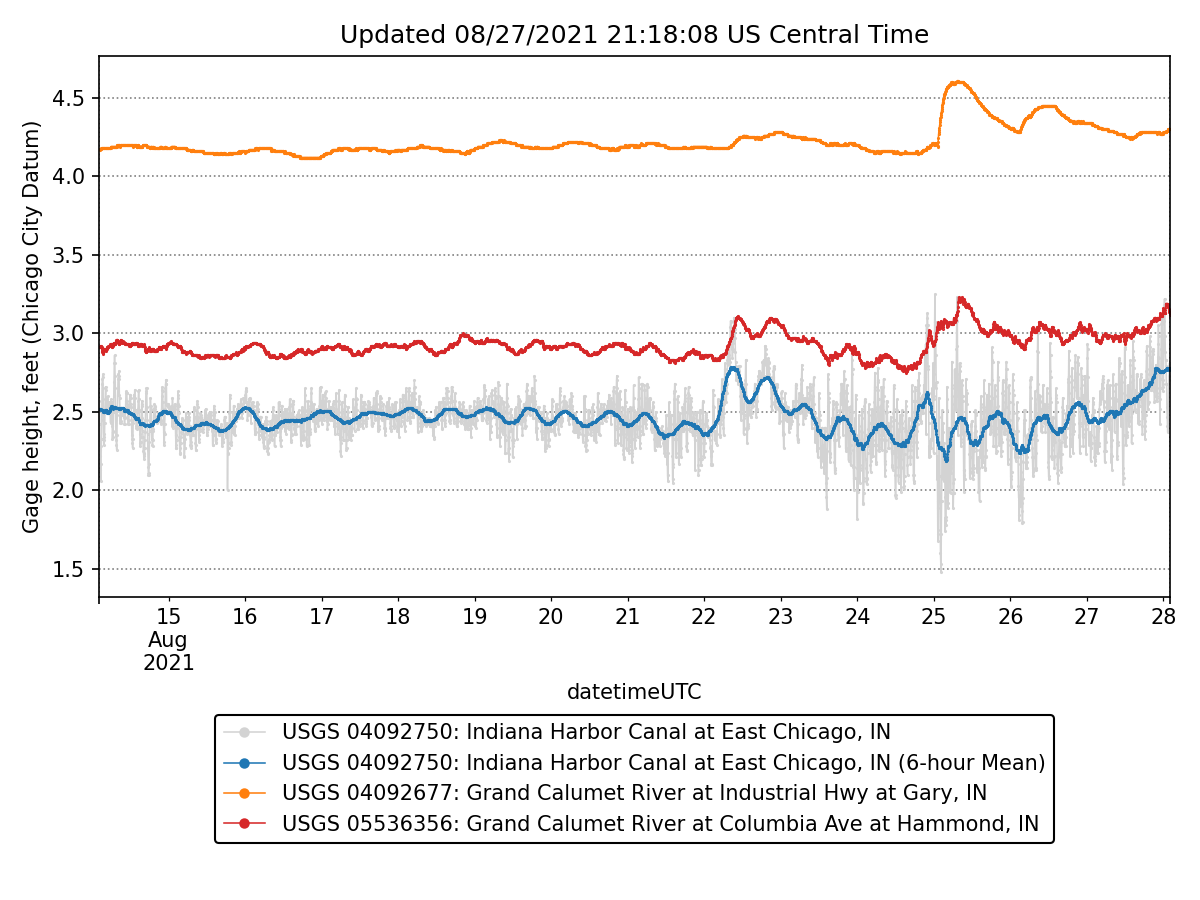 Updated 08/27/2021 21:18:08 US Central Time
Gage height, feet (Chicago City Datum)
4.5
4.0
3.5
3.0
2.5
2.0
1.5
15 16 17 18 19 20 21 22 23 24 25 26 27 28
Aug
2021
datetimeUTC
USGS 04092750: Indiana Harbor Canal at East Chicago, IN
USGS 04092750: Indiana Harbor Canal at East Chicago, IN (6-hour Mean)
USGS 04092677: Grand Calumet River at Industrial Hwy at Gary, IN
USGS 05536356: Grand Calumet River at Columbia Ave at Hammond, IN